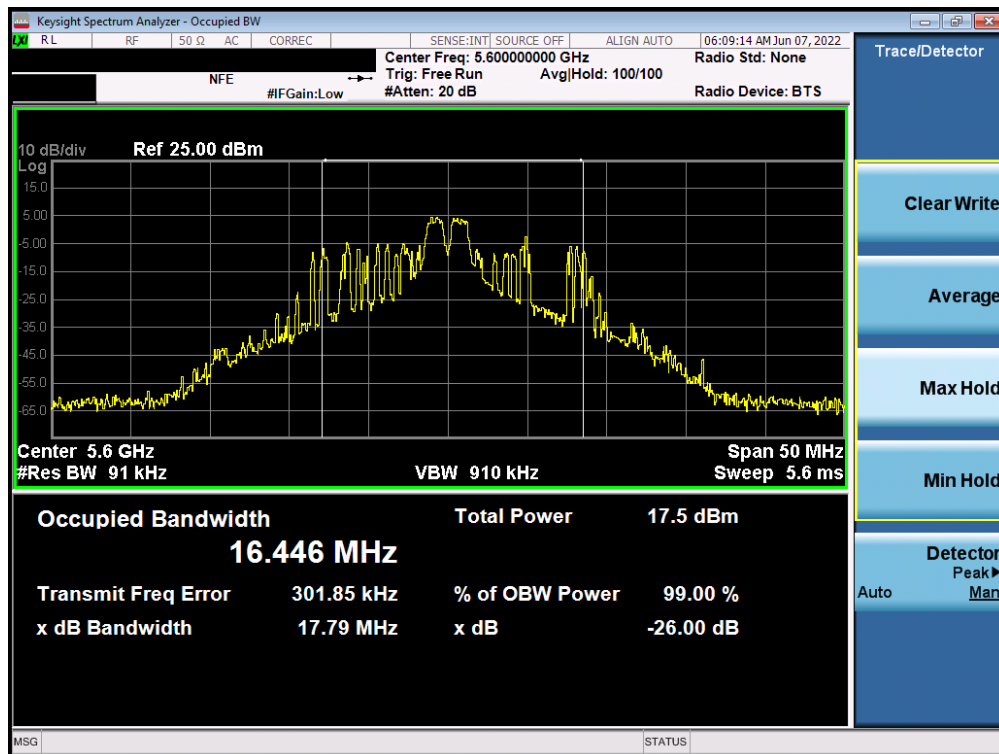 Keysight Spectrum Analyzer - Occupied BW
LXI RL RF 50 Ω AC CORREC SENSE:INT SOURCE OFF ALIGN AUTO 06:09:14 AM Jun 07, 2022
Center Freq: 5.600000000 GHz Radio Std: None
NFE Trig: Free Run Avg|Hold: 100/100
#IFGain:Low #Atten: 20 dB Radio Device: BTS
10 dB/div Ref 25.00 dBm
Log
15.0
5.00
-5.00
-15.0
-25.0
-35.0
-45.0
-55.0
-65.0
Center 5.6 GHz Span 50 MHz
#Res BW 91 kHz VBW 910 kHz Sweep 5.6 ms
Occupied Bandwidth Total Power 17.5 dBm
16.446 MHz
Transmit Freq Error 301.85 kHz % of OBW Power 99.00 %
x dB Bandwidth 17.79 MHz x dB -26.00 dB
MSG STATUS
Trace/Detector
Clear Write
Average
Max Hold
Min Hold
Detector
Peak▶
Auto Man